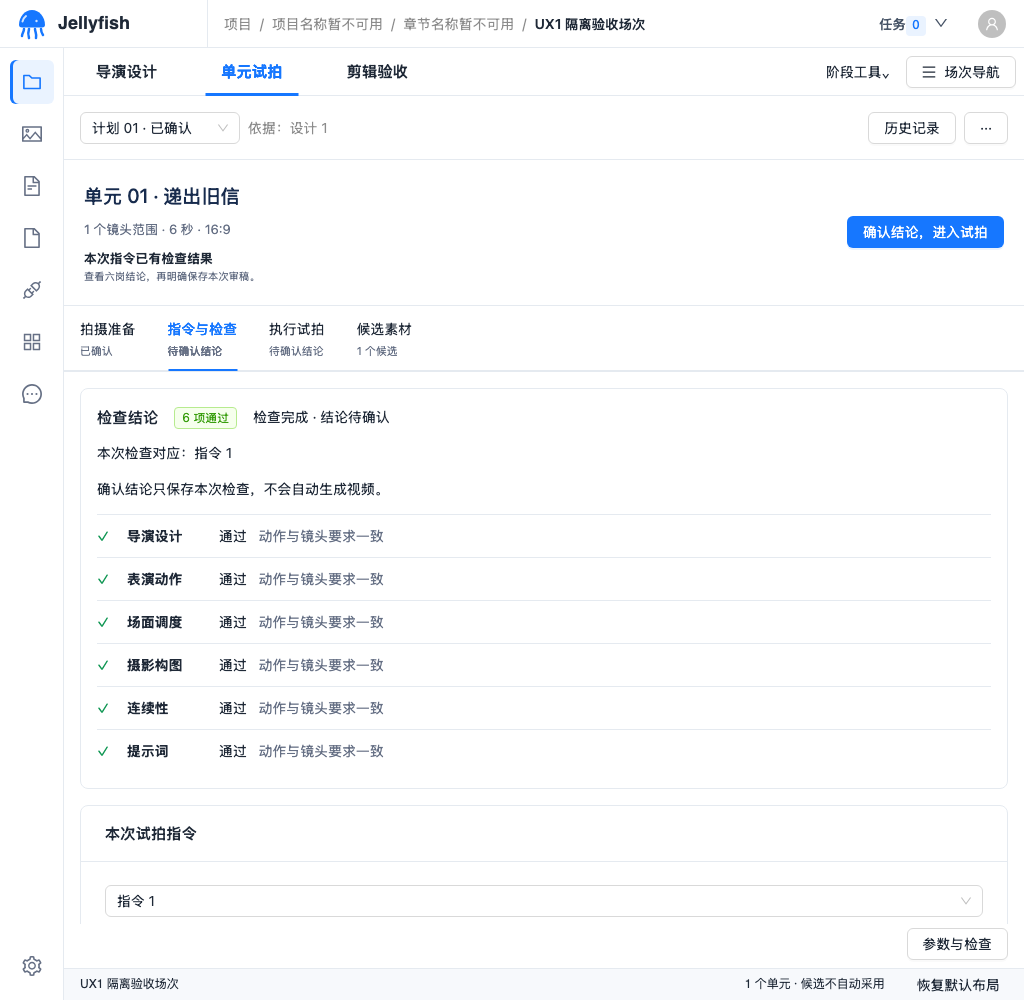 Jellyfish
项目 / 项目名称暂不可用 / 章节名称暂不可用 / UX1 隔离验收场次
任务 0
导演设计 单元试拍 剪辑验收
阶段工具
场次导航
计划 01 · 已确认
依据：设计 1
历史记录
...
单元 01 · 递出旧信
1 个镜头范围 · 6 秒 · 16:9
本次指令已有检查结果
查看六岗结论，再明确保存本次审稿。
确认结论，进入试拍
拍摄准备 指令与检查 执行试拍 候选素材
已确认 待确认结论 待确认结论 1 个候选
检查结论 6 项通过 检查完成 · 结论待确认
本次检查对应：指令 1
确认结论只保存本次检查，不会自动生成视频。
导演设计 通过 动作与镜头要求一致
表演动作 通过 动作与镜头要求一致
场面调度 通过 动作与镜头要求一致
摄影构图 通过 动作与镜头要求一致
连续性 通过 动作与镜头要求一致
提示词 通过 动作与镜头要求一致
本次试拍指令
指令 1
参数与检查
UX1 隔离验收场次
1 个单元 · 候选不自动采用
恢复默认布局